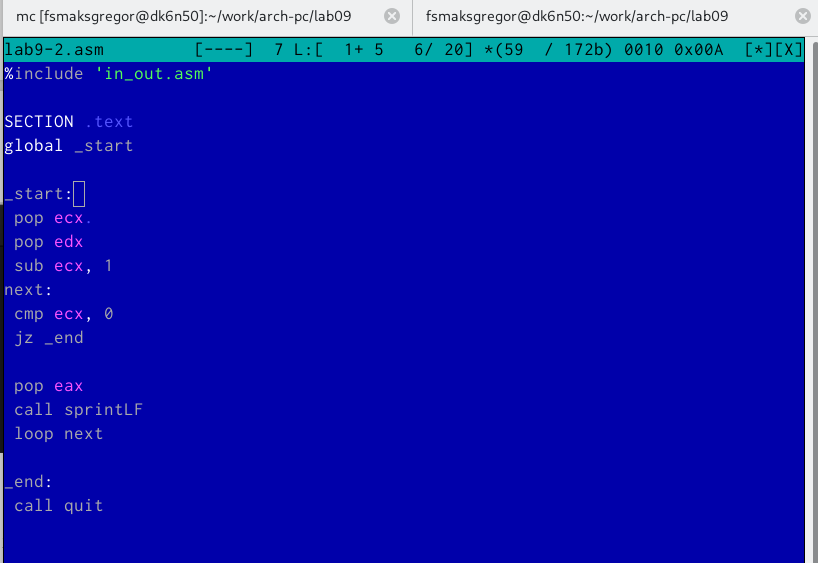 mc [fsmaksgregor@dk6n50]:~/work/arch-pc/lab09
fsmaksgregor@dk6n50:~/work/arch-pc/lab09
lab9-2.asm [----] 7 L:[ 1+ 5 6/ 20] *(59 / 172b) 0010 0x00A [*][X]
%include 'in_out.asm'
SECTION .text
global _start
_start:
pop ecx.
pop edx
sub ecx, 1
next:
cmp ecx, 0
jz _end
pop eax
call sprintLF
loop next
_end:
call quit